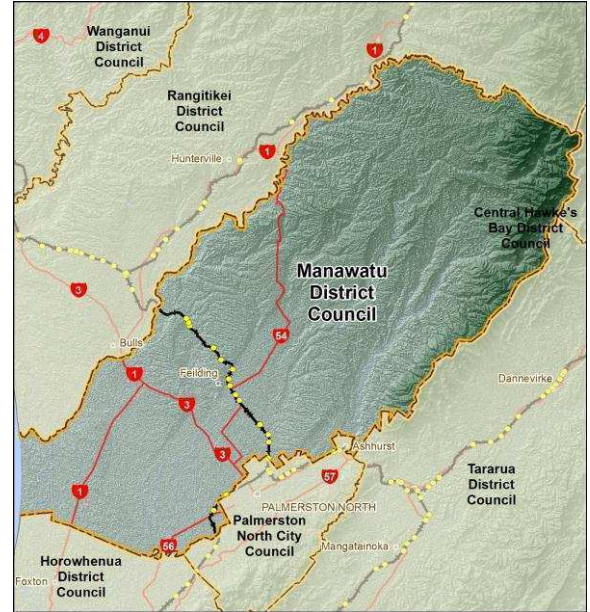 4
Wanganui
District
Council
1
Rangitikei
District
Council
Hunterville
1
Central Hawke's
Bay District
Council
Manawatu
District
Council
3
Bulls
54
Feilding
1
3
Dannevirke
3
Ashhurst
57
1
Tararua
District
Council
PALMERSTON NORTH
Palmerston
North City
Council
56
Mangatainoka
Horowhenua
District
Council
Foxton